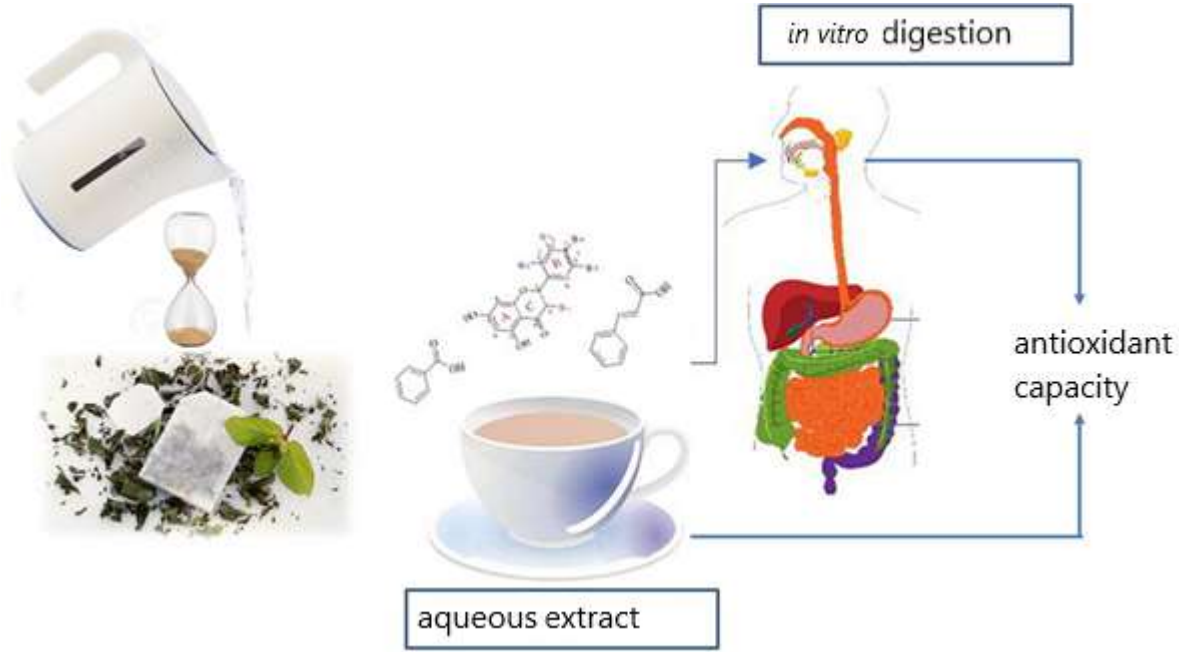 in vitro digestion
antioxidant
capacity
aqueous extract